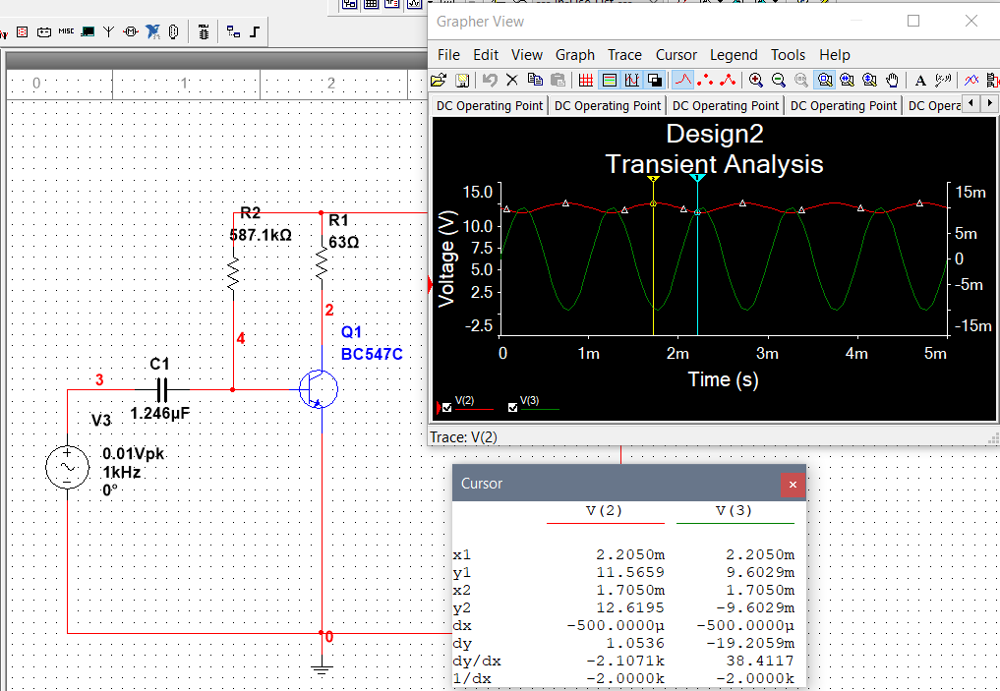 MISC
0
1
2
R2
587.1kΩ
R1
63Ω
2
4
Q1
BC547C
C1
3
1.246µF
V3
0.01Vpk
1kHz
0°
0
Grapher View
File Edit View Graph Trace Cursor Legend Tools Help
A
DC Operating Point DC Operating Point DC Operating Point DC Operating Point DC Opera
Design2
Transient Analysis
Voltage (V)
15.0
10.0
7.5
5.0
2.5
-2.5
15m
5m
0
-5m
-15m
2 1
0 1m 2m 3m 4m 5m
Time (s)
V(2) V(3)
Trace: V(2)
Cursor
V(2) V(3)
x1 2.2050m 2.2050m
y1 11.5659 9.6029m
x2 1.7050m 1.7050m
y2 12.6195 -9.6029m
dx -500.0000µ -500.0000µ
dy 1.0536 -19.2059m
dy/dx -2.1071k 38.4117
1/dx -2.0000k -2.0000k